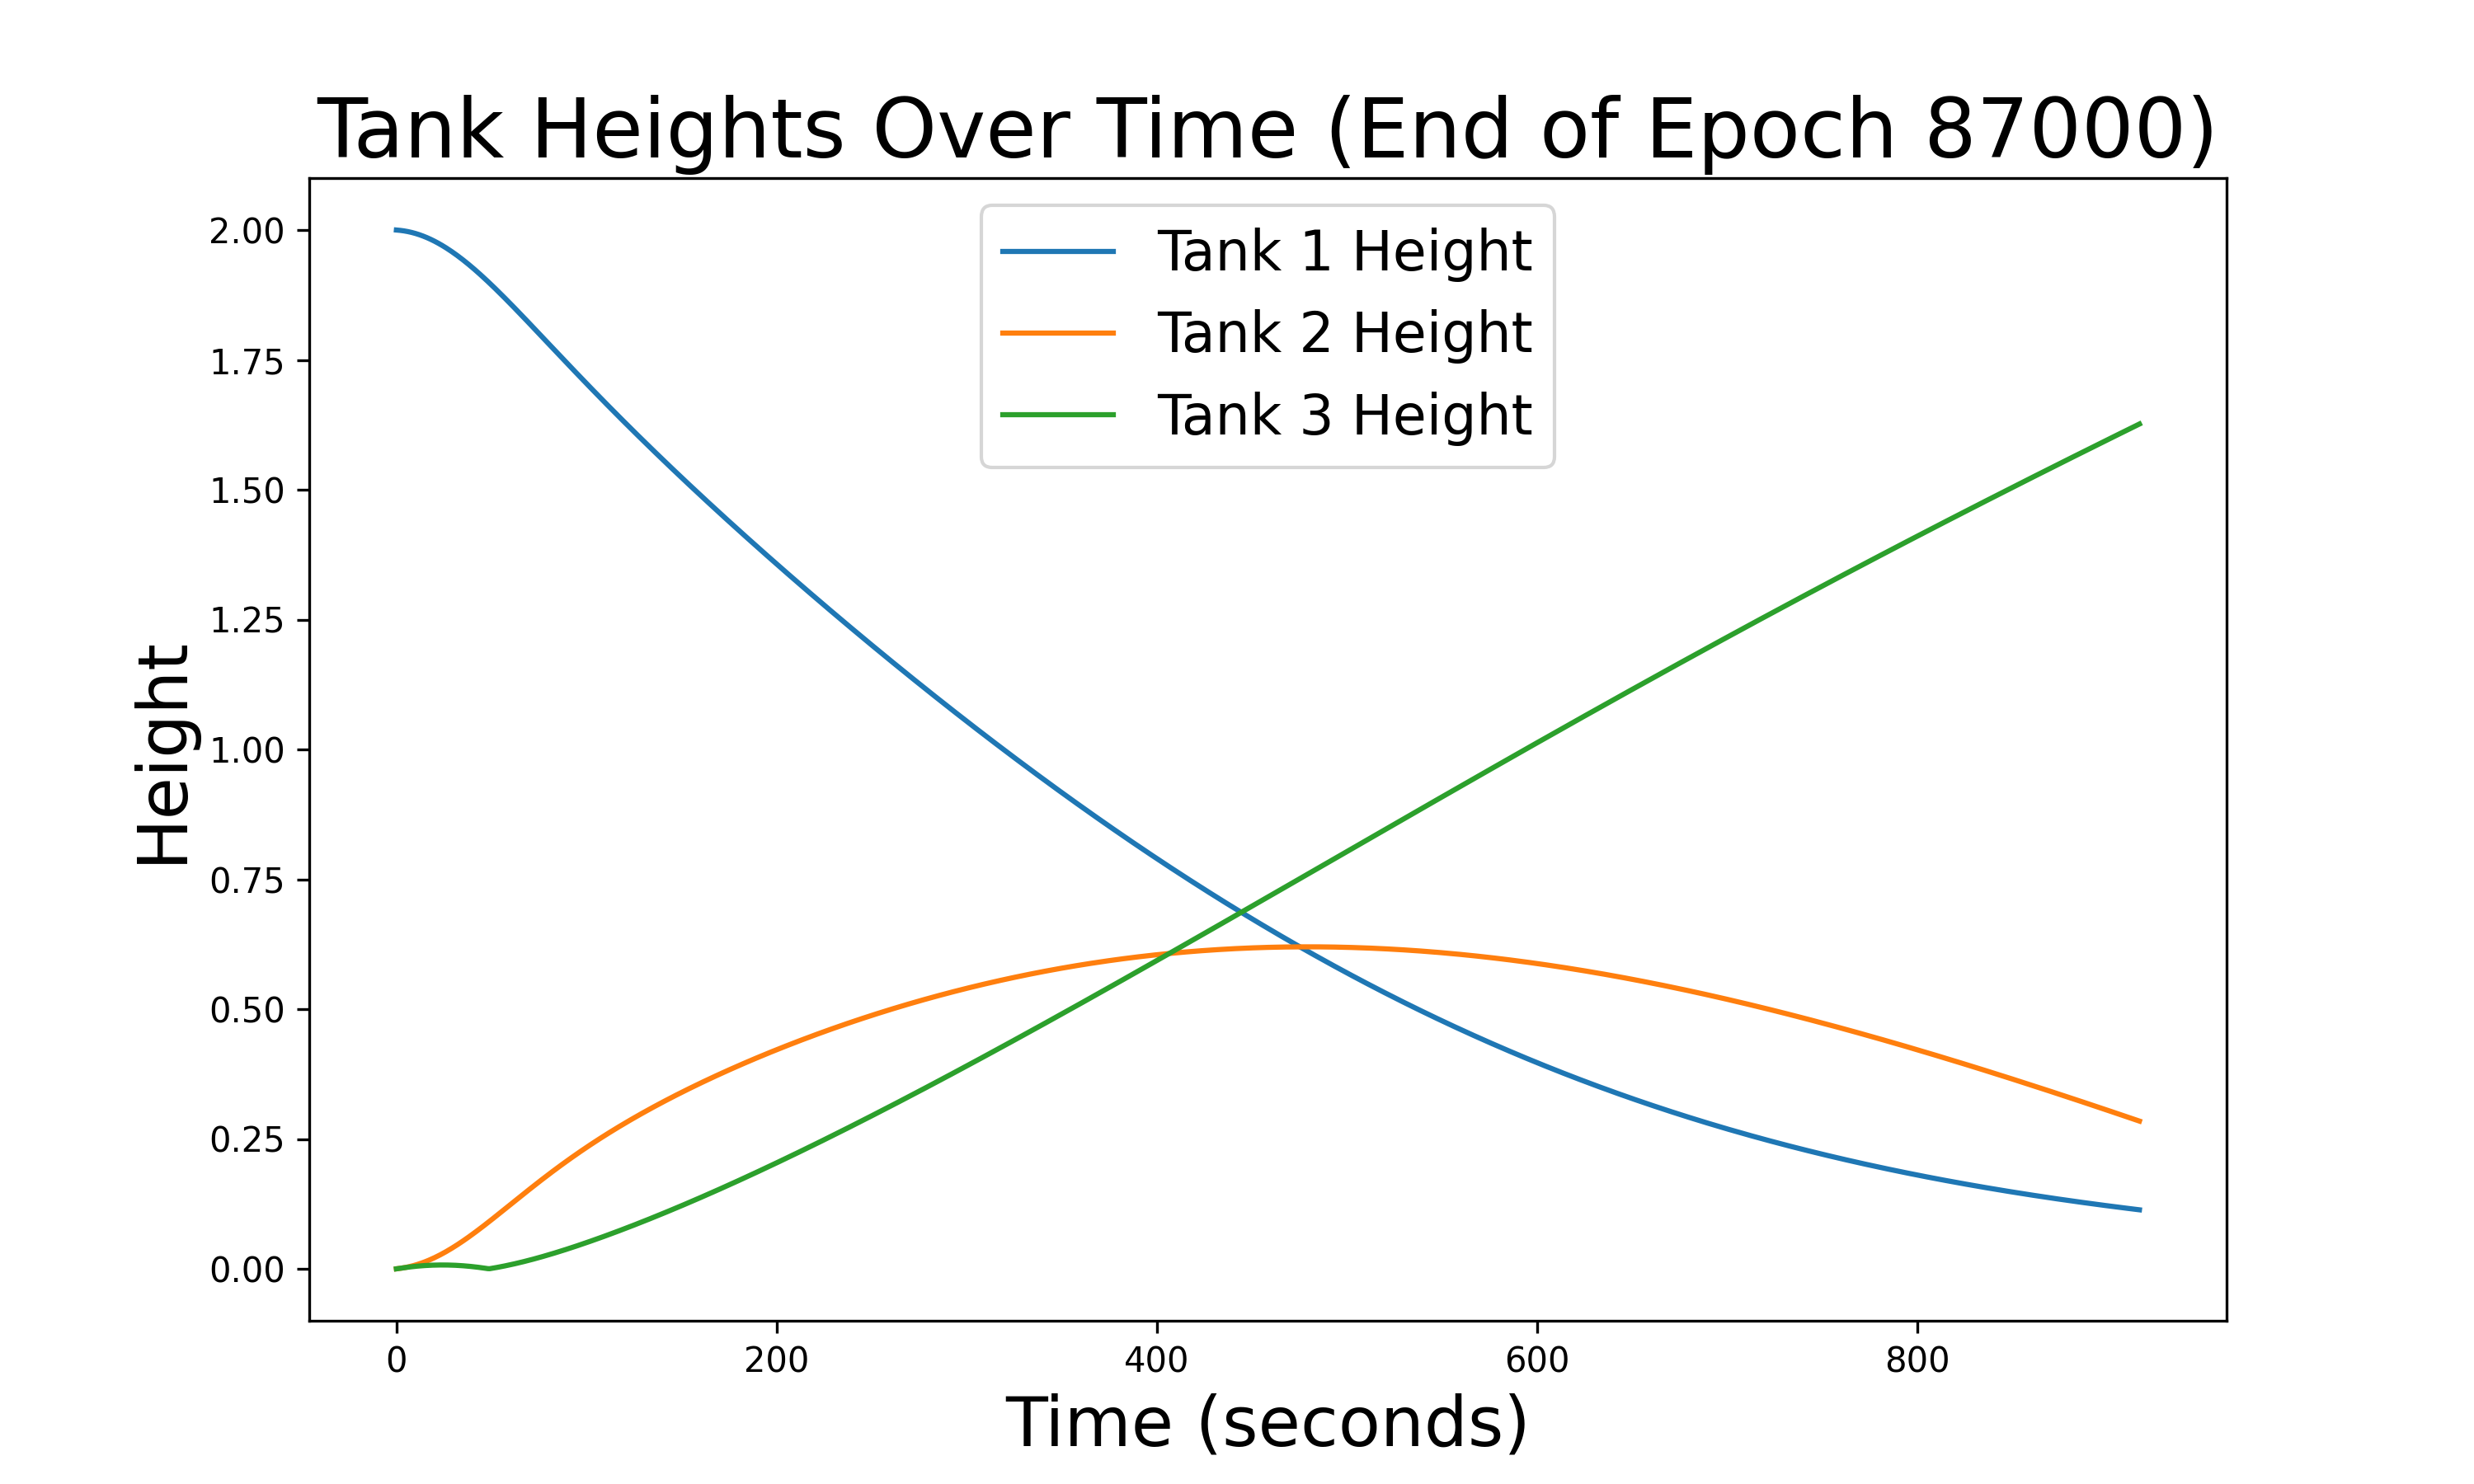 Tank Heights Over Time (End of Epoch 87000)
Tank 1 Height
Tank 2 Height
Tank 3 Height
Height
2.00
1.75
1.50
1.25
1.00
0.75
0.50
0.25
0.00
0 200 400 600 800
Time (seconds)